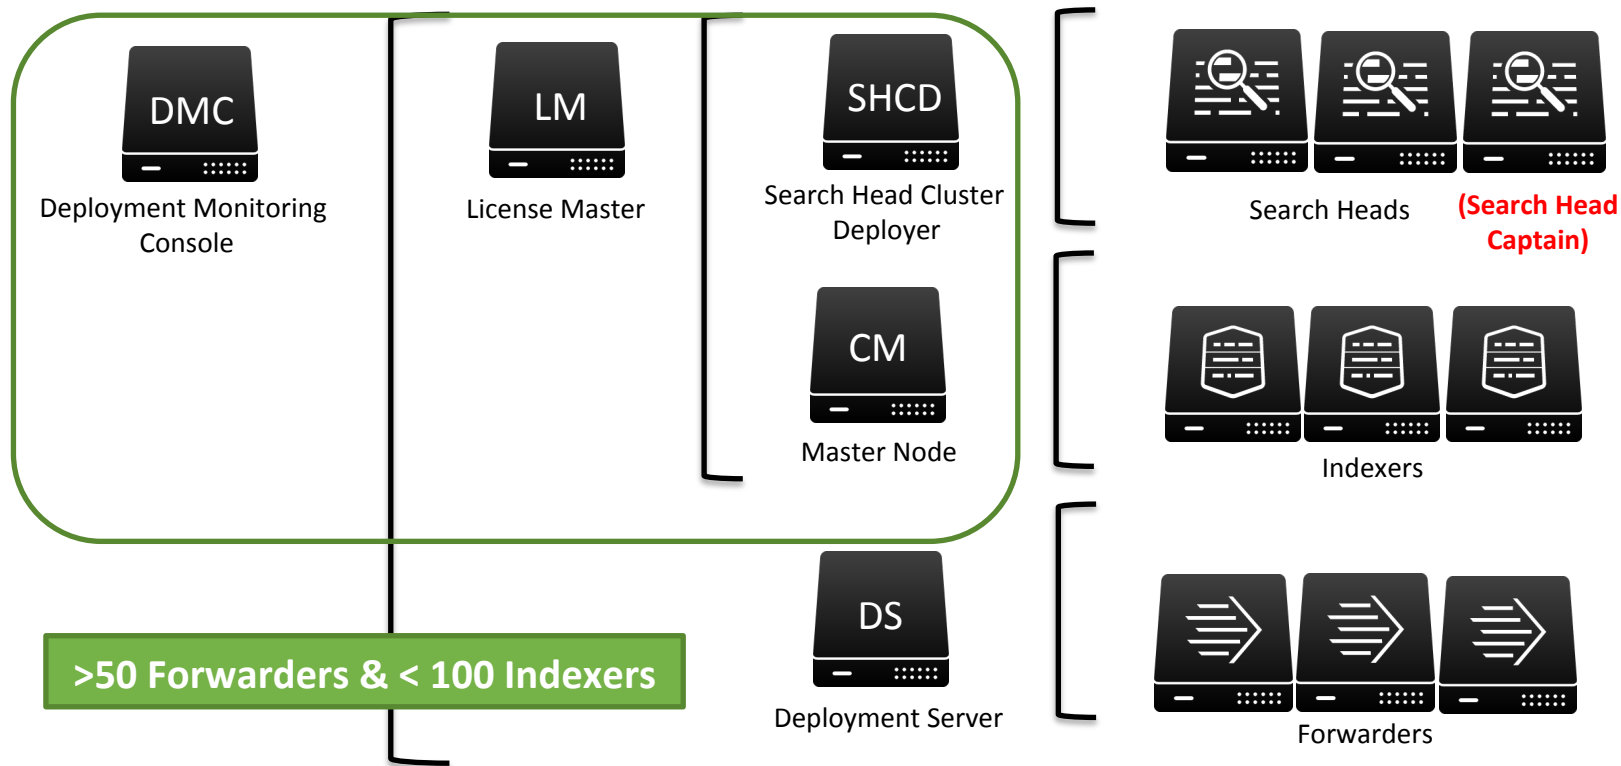 DMC
Deployment Monitoring
Console
LM
License Master
SHCD
Search Head Cluster
Deployer
CM
Master Node
DS
Deployment Server
>50 Forwarders & < 100 Indexers
Search Heads
(Search Head
Captain)
Indexers
Forwarders